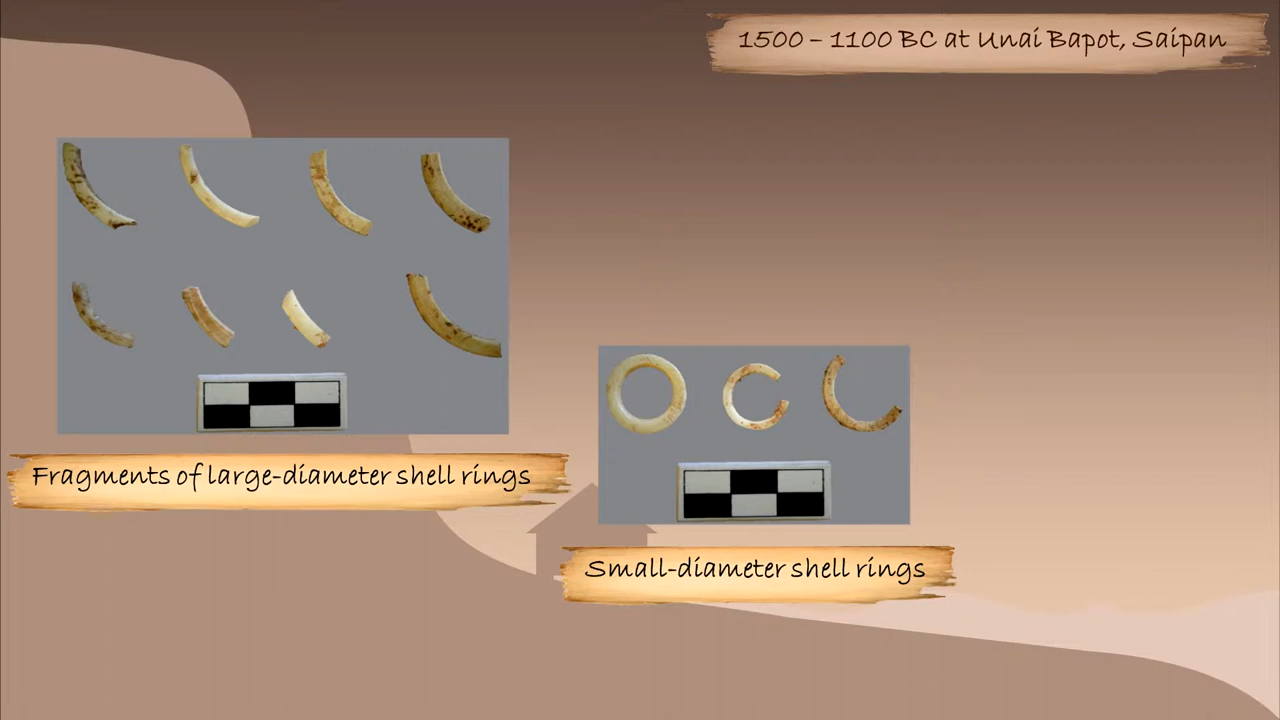 1500 – 1100 BC at Unai Bapot, Saipan
Fragments of large-diameter shell rings
Small-diameter shell rings